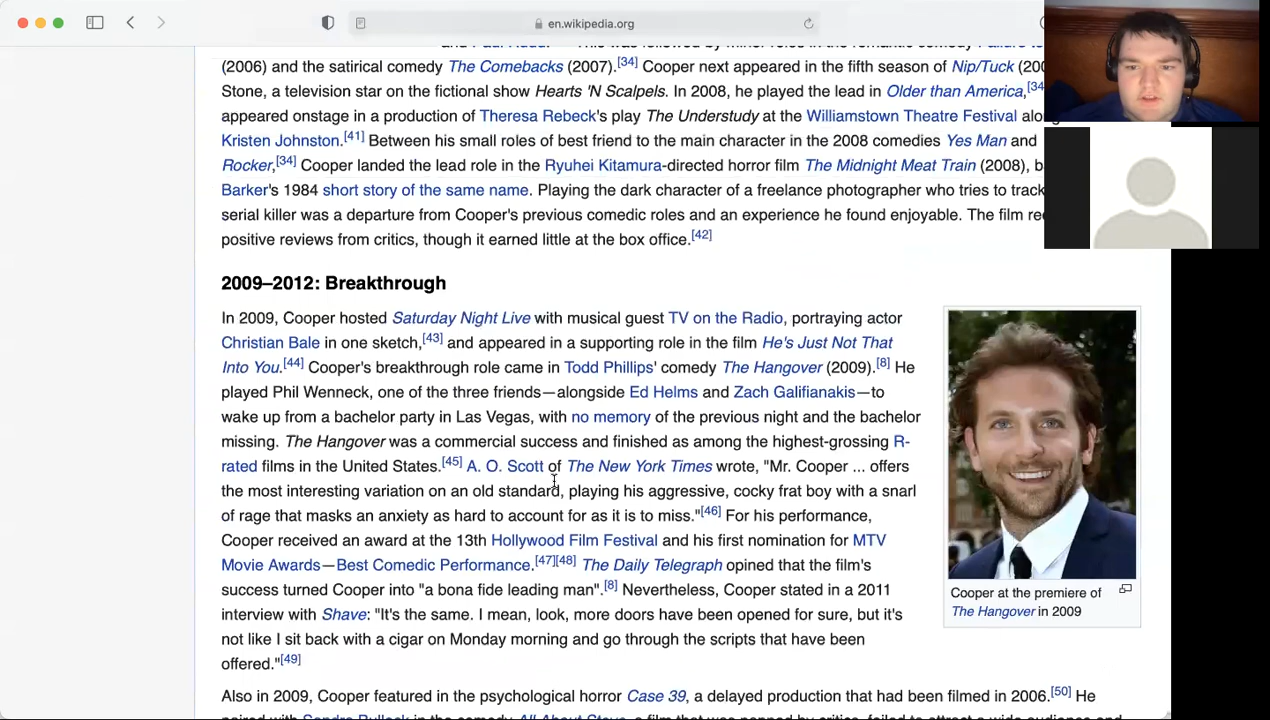 en.wikipedia.org
(2006) and the satirical comedy The Comebacks (2007).[34] Cooper next appeared in the fifth season of Nip/Tuck
Stone, a television star on the fictional show Hearts 'N Scalpels. In 2008, he played the lead in Older than America,[34
appeared onstage in a production of Theresa Rebeck's play The Understudy at the Williamstown Theatre Festival
Kristen Johnston.[41] Between his small roles of best friend to the main character in the 2008 comedies Yes Man and
Rocker,[34] Cooper landed the lead role in the Ryuhei Kitamura-directed horror film The Midnight Meat Train (2008),
Barker's 1984 short story of the same name. Playing the dark character of a freelance photographer who tries to track
serial killer was a departure from Cooper's previous comedic roles and an experience he found enjoyable. The film
positive reviews from critics, though it earned little at the box office.[42]
2009–2012: Breakthrough
In 2009, Cooper hosted Saturday Night Live with musical guest TV on the Radio, portraying actor
Christian Bale in one sketch,[43] and appeared in a supporting role in the film He's Just Not That
Into You.[44] Cooper's breakthrough role came in Todd Phillips' comedy The Hangover (2009).[8] He
played Phil Wenneck, one of the three friends—alongside Ed Helms and Zach Galifianakis—to
wake up from a bachelor party in Las Vegas, with no memory of the previous night and the bachelor
missing. The Hangover was a commercial success and finished as among the highest-grossing R-
rated films in the United States.[45] A. O. Scott of The New York Times wrote, "Mr. Cooper ... offers
the most interesting variation on an old standard, playing his aggressive, cocky frat boy with a snarl
of rage that masks an anxiety as hard to account for as it is to miss."[46] For his performance,
Cooper received an award at the 13th Hollywood Film Festival and his first nomination for MTV
Movie Awards—Best Comedic Performance.[47][48] The Daily Telegraph opined that the film's
success turned Cooper into "a bona fide leading man".[8] Nevertheless, Cooper stated in a 2011
interview with Shave: "It's the same. I mean, look, more doors have been opened for sure, but it's
not like I sit back with a cigar on Monday morning and go through the scripts that have been
offered."[49]
Cooper at the premiere of
The Hangover in 2009
Also in 2009, Cooper featured in the psychological horror Case 39, a delayed production that had been filmed in 2006.[50] He